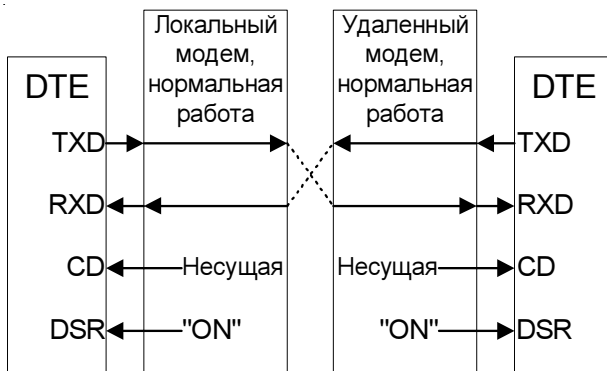 Локальный
модем,
нормальная
работа
Удаленный
модем,
нормальная
работа
DTE
DTE
TXD
TXD
RXD
RXD
CD
Несущая
Несущая
CD
DSR
"ON"
"ON"
DSR